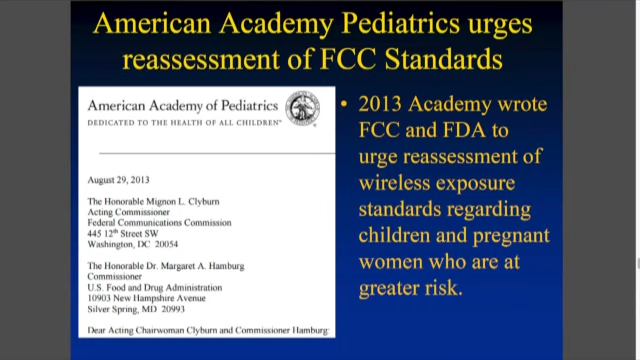 American Academy Pediatrics urges
reassessment of FCC Standards
American Academy of Pediatrics
DEDICATED TO THE HEALTH OF ALL CHILDREN™
August 29, 2013
The Honorable Mignon L. Clyburn
Acting Commissioner
Federal Communications Commission
445 12th Street SW
Washington, DC 20054
The Honorable Dr. Margaret A. Hamburg
Commissioner
U.S. Food and Drug Administration
10903 New Hampshire Avenue
Silver Spring, MD 20993
Dear Acting Chairwoman Clyburn and Commissioner Hamburg:
• 2013 Academy wrote
FCC and FDA to
urge reassessment of
wireless exposure
standards regarding
children and pregnant
women who are at
greater risk.